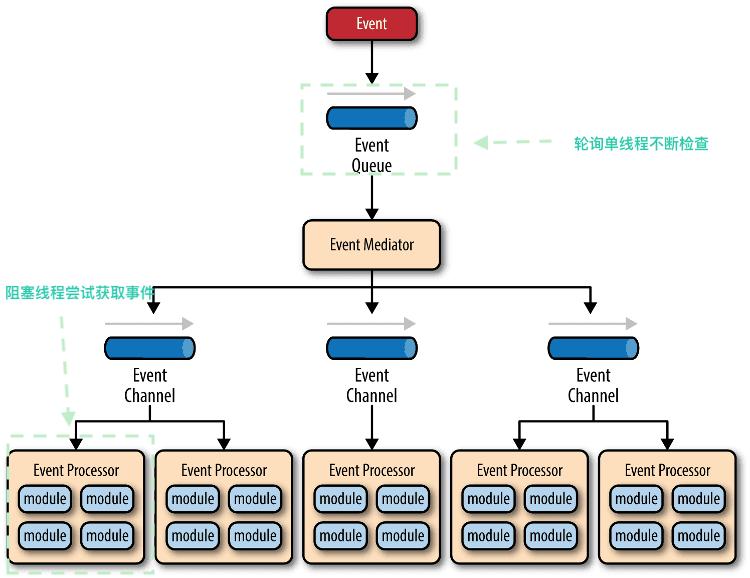 Event
Event
Queue
轮询单线程不断检查
Event Mediator
阻塞线程尝试获取事件
Event
Channel
Event
Channel
Event
Channel
Event Processor
module module
module module
Event Processor
module module
module module
Event Processor
module module
module module
Event Processor
module module
module module
Event Processor
module module
module module